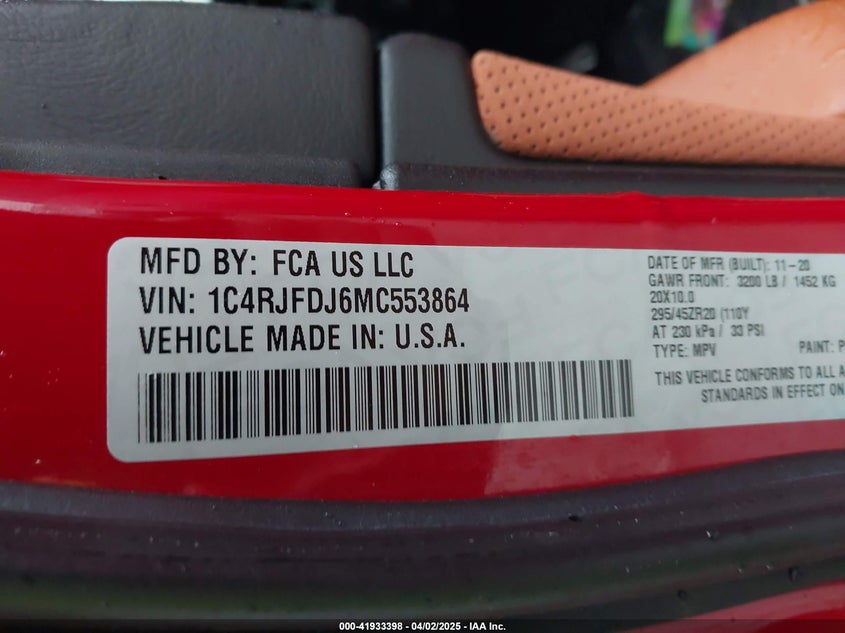 MFD BY: FCA US LLC
VIN: 1C4RJFDJ6MC553864
VEHICLE MADE IN: U.S.A.
DATE OF MFR (BUILT): 11-20
GAWR FRONT: 3200 LB / 1452 KG
20X10.0
295/45ZR20 (110Y
AT 230 kPa / 33 PSI
TYPE: MPV PAINT: P
THIS VEHICLE CONFORMS TO ALL A
STANDARDS IN EFFECT ON
000-41933398 - 04/02/2025 - IAA Inc.